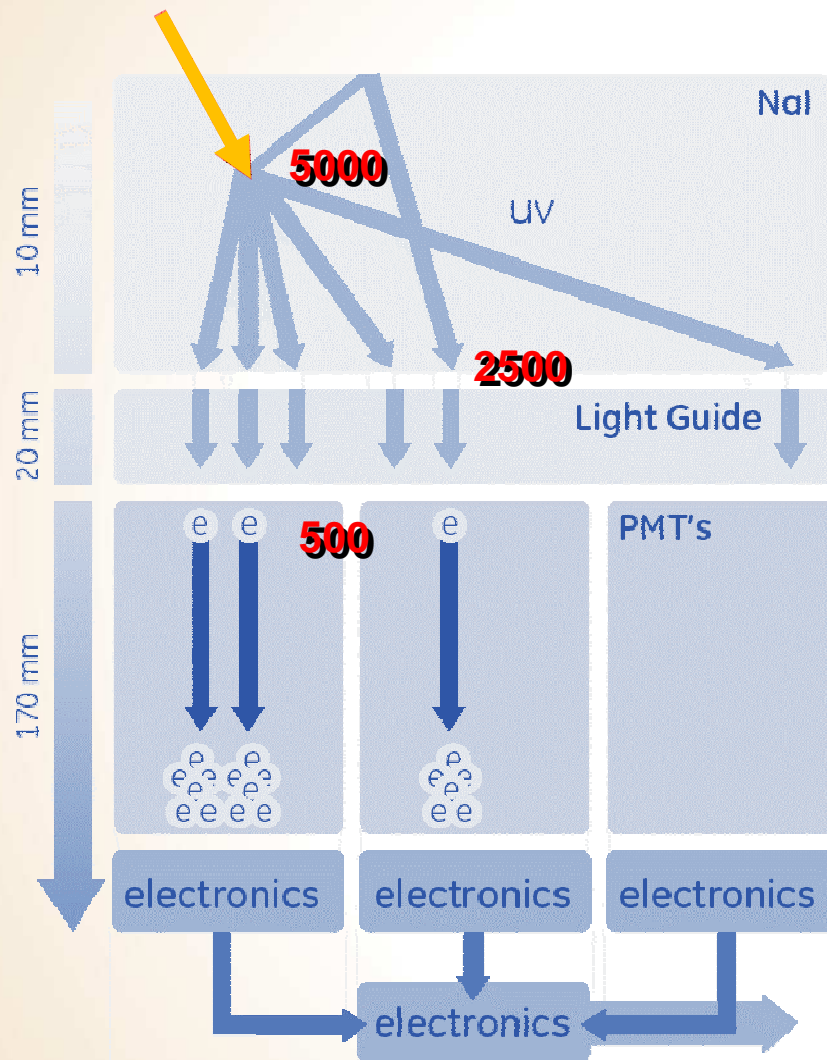 NaI
5000
UV
10 mm
2500
Light Guide
20 mm
e e
500
e
PMT's
170 mm
e e e
e e e e e e
e e e
e e e e e e
electronics electronics electronics
electronics